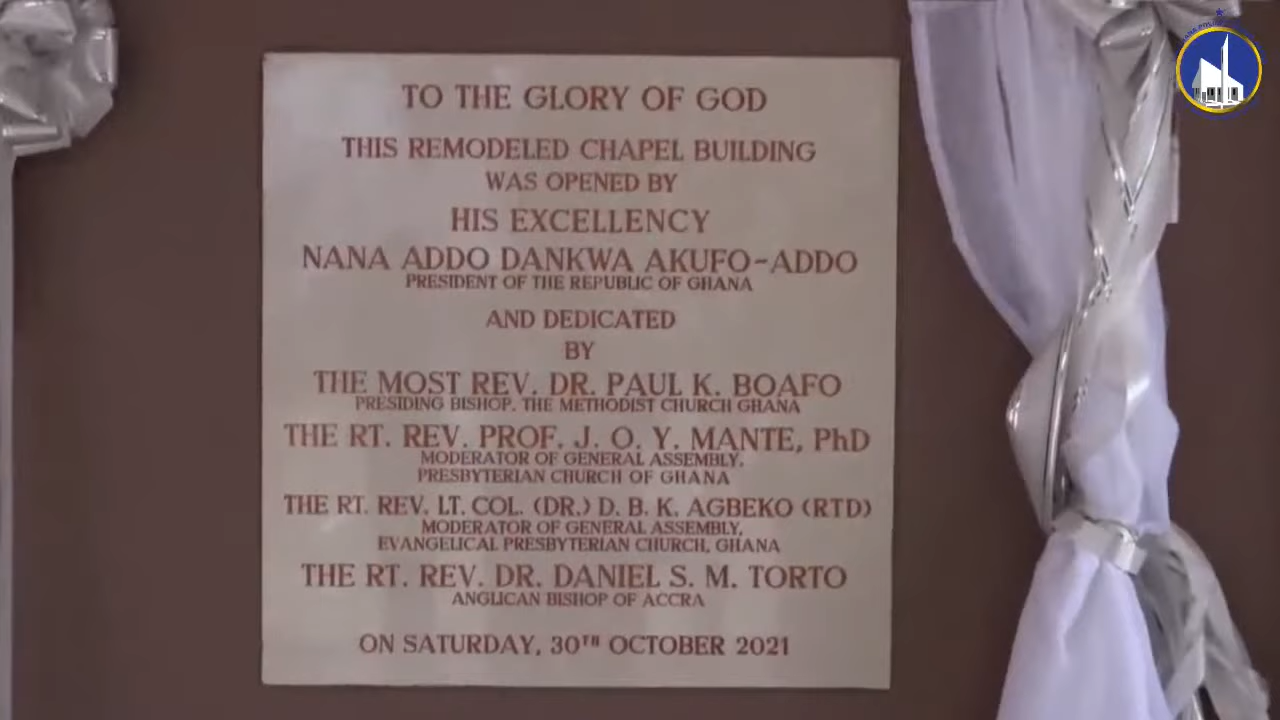 TO THE GLORY OF GOD
THIS REMODELED CHAPEL BUILDING
WAS OPENED BY
HIS EXCELLENCY
NANA ADDO DANKWA AKUFO-ADDO
PRESIDENT OF THE REPUBLIC OF GHANA
AND DEDICATED
BY
THE MOST REV. DR. PAUL K. BOAFO
PRESIDING BISHOP. THE METHODIST CHURCH GHANA
THE RT. REV. PROF. J. O. Y. MANTE, PhD
MODERATOR OF GENERAL ASSEMBLY,
PRESBYTERIAN CHURCH OF GHANA
THE RT. REV. LT. COL. (DR.) D. B. K. AGBEKO (RTD)
MODERATOR OF GENERAL ASSEMBLY,
EVANGELICAL PRESBYTERIAN CHURCH, GHANA
THE RT. REV. DR. DANIEL S. M. TORTO
ANGLICAN BISHOP OF ACCRA
ON SATURDAY, 30TH OCTOBER 2021